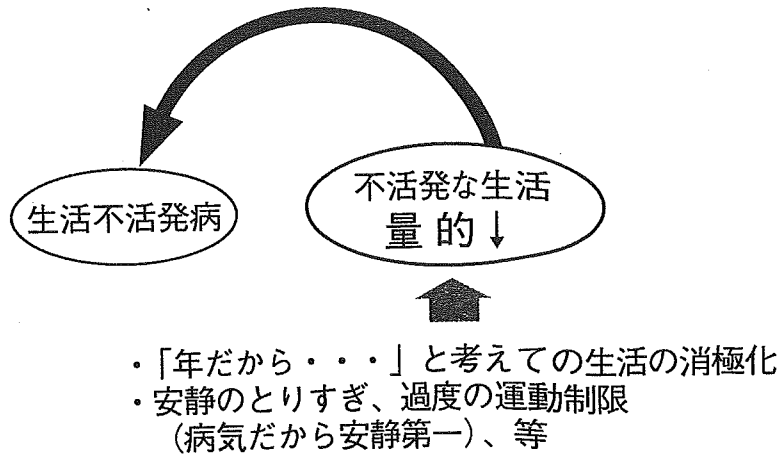 生活不活発病
不活発な生活
量的↓
・「年だから・・・」と考えての生活の消極化
・安静のとりすぎ、過度の運動制限
（病気だから安静第一）、等